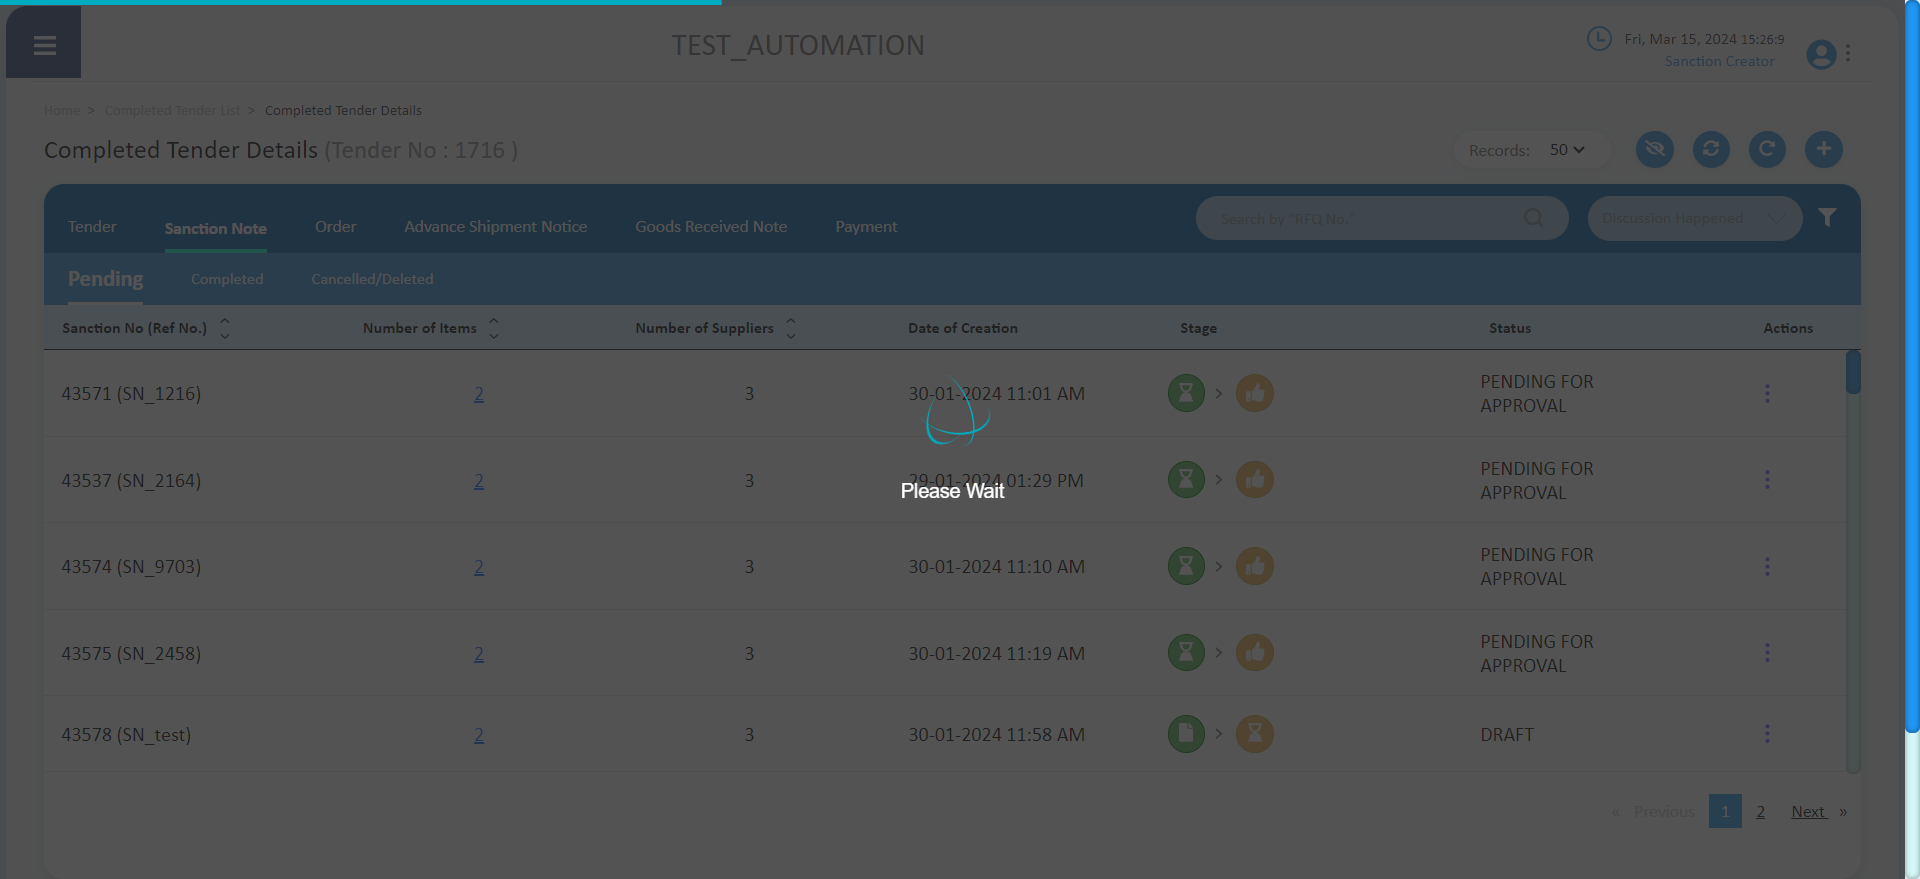 TEST_AUTOMATION
Fri, Mar 15, 2024 15:26:9
Sanction Creator
Home > Completed Tender List > Completed Tender Details
Completed Tender Details (Tender No : 1716 )
Records: 50
Tender Sanction Note Order Advance Shipment Notice Goods Received Note Payment
Search by "RFQ No."
Discussion Happened
Pending Completed Cancelled/Deleted
Sanction No (Ref No.) Number of Items Number of Suppliers Date of Creation Stage Status Actions
43571 (SN_1216) 2 3 30-01-2024 11:01 AM > PENDING FOR
APPROVAL
43537 (SN_2164) 2 3 29-01-2024 01:29 PM > PENDING FOR
APPROVAL
Please Wait
43574 (SN_9703) 2 3 30-01-2024 11:10 AM > PENDING FOR
APPROVAL
43575 (SN_2458) 2 3 30-01-2024 11:19 AM > PENDING FOR
APPROVAL
43578 (SN_test) 2 3 30-01-2024 11:58 AM > DRAFT
« Previous 1 2 Next »